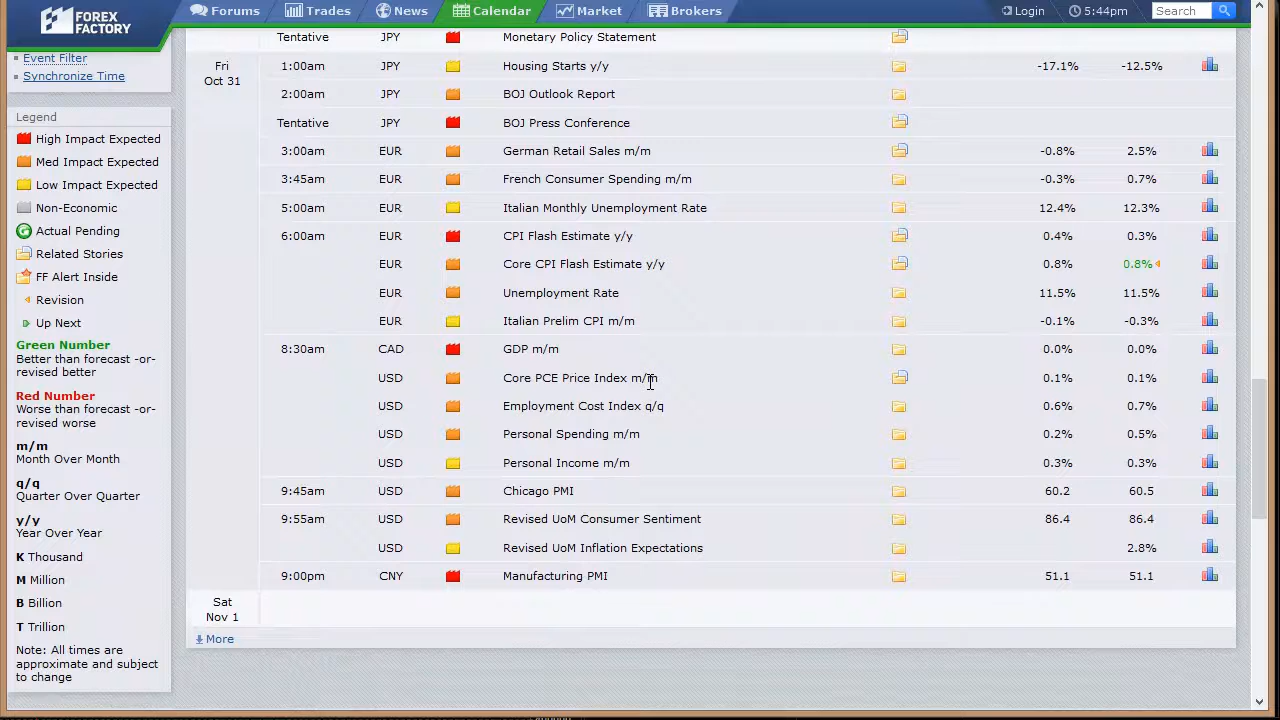 FOREX
FACTORY
Forums Trades News Calendar Market Brokers Login 5:44pm Search
Event Filter
Synchronize Time
Legend
High Impact Expected
Med Impact Expected
Low Impact Expected
Non-Economic
Actual Pending
Related Stories
FF Alert Inside
Revision
Up Next
Green Number
Better than forecast -or-
revised better
Red Number
Worse than forecast -or-
revised worse
m/m
Month Over Month
q/q
Quarter Over Quarter
y/y
Year Over Year
K Thousand
M Million
B Billion
T Trillion
Note: All times are
approximate and subject
to change
Tentative JPY Monetary Policy Statement
Fri
Oct 31
1:00am JPY Housing Starts y/y -17.1% -12.5%
2:00am JPY BOJ Outlook Report
Tentative JPY BOJ Press Conference
3:00am EUR German Retail Sales m/m -0.8% 2.5%
3:45am EUR French Consumer Spending m/m -0.3% 0.7%
5:00am EUR Italian Monthly Unemployment Rate 12.4% 12.3%
6:00am EUR CPI Flash Estimate y/y 0.4% 0.3%
EUR Core CPI Flash Estimate y/y 0.8% 0.8%
EUR Unemployment Rate 11.5% 11.5%
EUR Italian Prelim CPI m/m -0.1% -0.3%
8:30am CAD GDP m/m 0.0% 0.0%
USD Core PCE Price Index m/m 0.1% 0.1%
USD Employment Cost Index q/q 0.6% 0.7%
USD Personal Spending m/m 0.2% 0.5%
USD Personal Income m/m 0.3% 0.3%
9:45am USD Chicago PMI 60.2 60.5
9:55am USD Revised UoM Consumer Sentiment 86.4 86.4
USD Revised UoM Inflation Expectations 2.8%
9:00pm CNY Manufacturing PMI 51.1 51.1
Sat
Nov 1
More